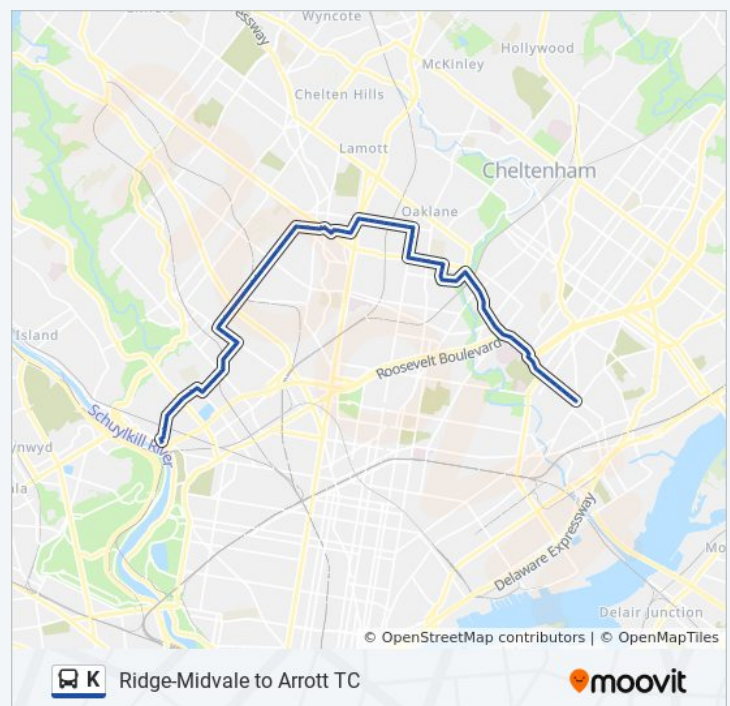 Wyncote
Hollywood
McKinley
Chelten Hills
Lamott
Cheltenham
Oaklane
Island
Roosevelt Boulevard
Schuylkill River
ynwyd
ala
Delaware Expressway
Mo
Delair Junction
© OpenStreetMap contributors | © OpenMapTiles
K Ridge-Midvale to Arrott TC
moovit